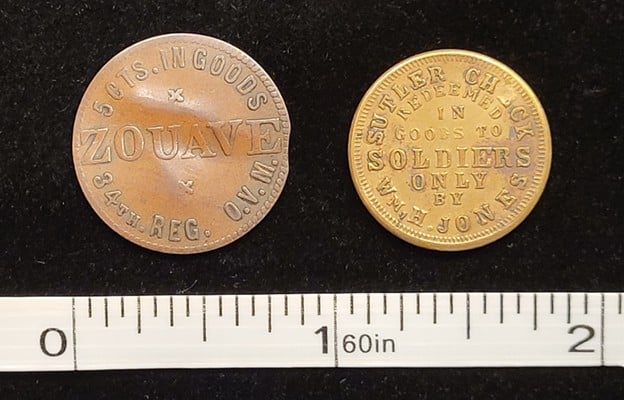 5 CTS. IN GOODS
ZOUAVE
34TH. REG. O.V.M.
SUTLER CHECK
REDEEMED
IN
GOODS TO
SOLDIERS
ONLY
BY
WM. H. JONES
0 1 60in 2